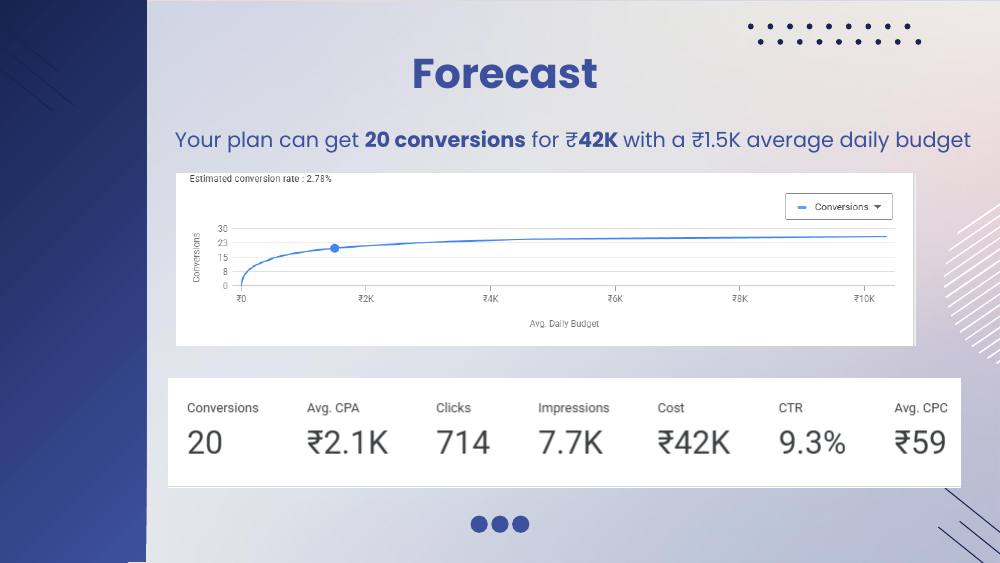 Forecast
Your plan can get 20 conversions for ₹42K with a ₹1.5K average daily budget
Estimated conversion rate : 2.78%
Conversions
Conversions
30
23
15
8
0
₹0 ₹2K ₹4K ₹6K ₹8K ₹10K
Avg. Daily Budget
Conversions Avg. CPA Clicks Impressions Cost CTR Avg. CPC
20 ₹2.1K 714 7.7K ₹42K 9.3% ₹59